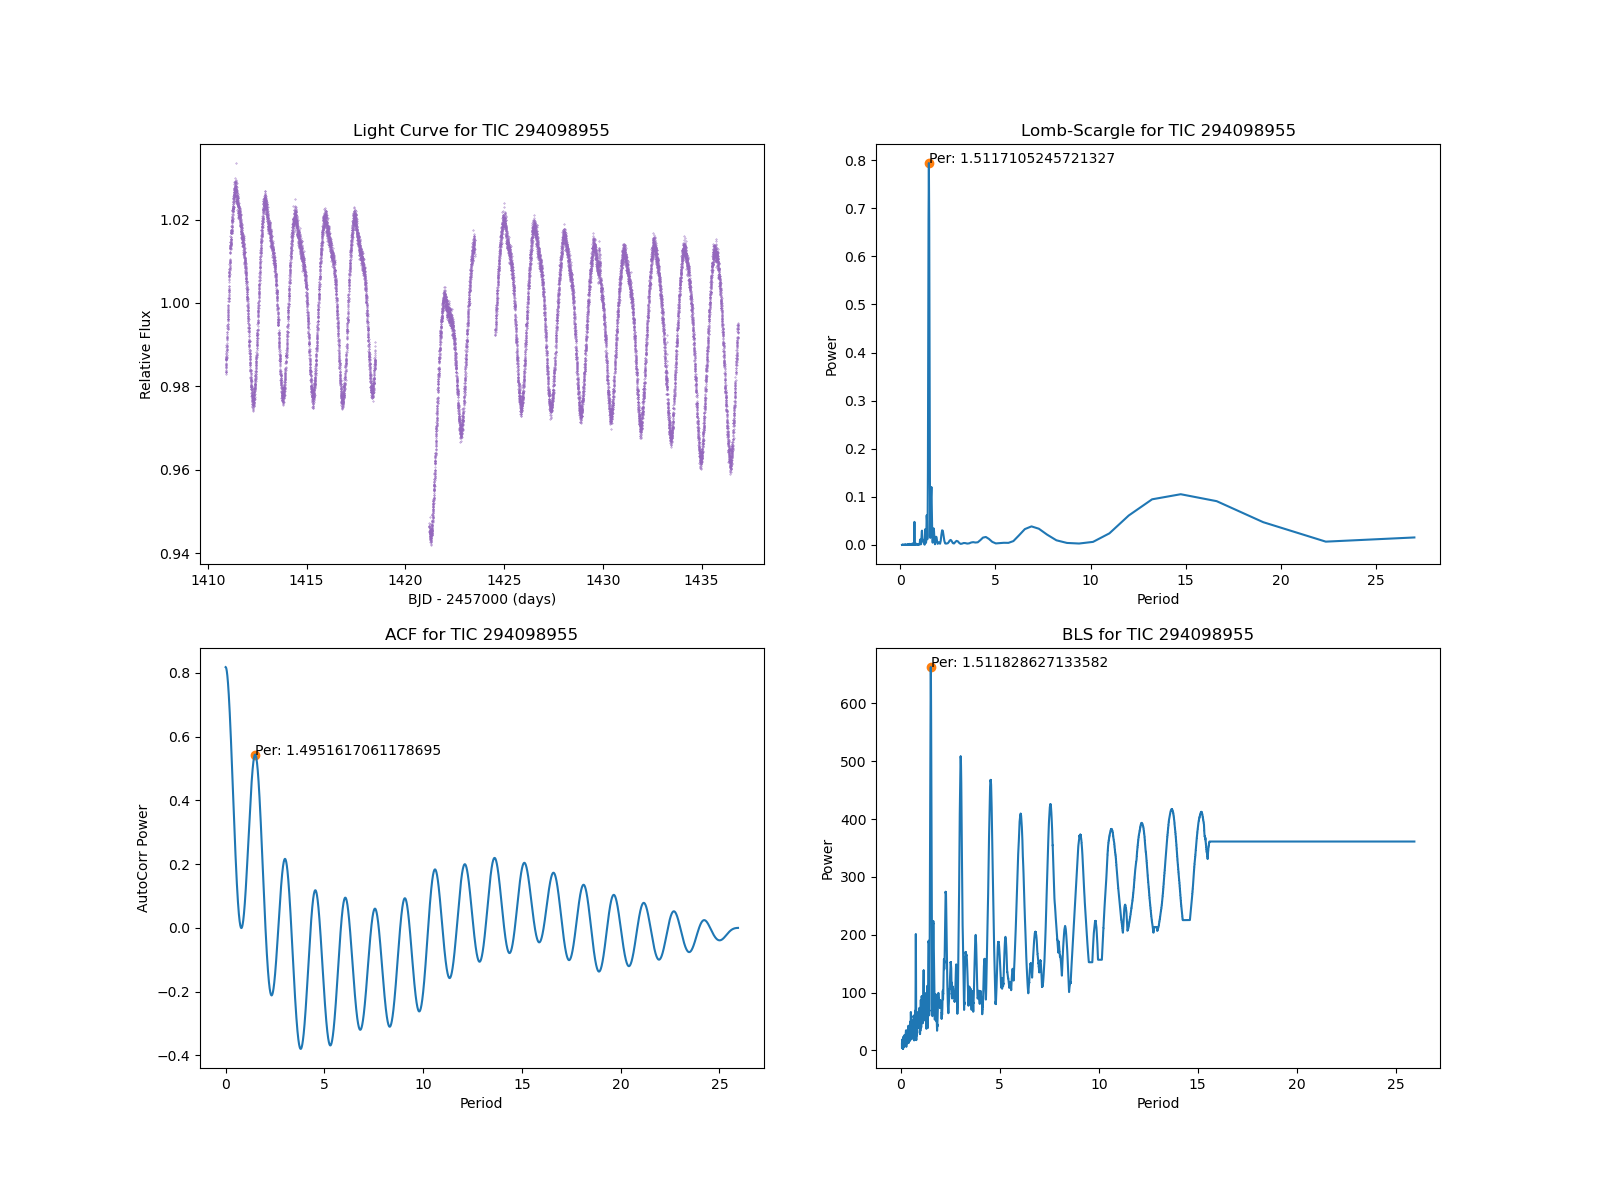 Light Curve for TIC 294098955
1.02
1.00
0.98
0.96
0.94
Relative Flux
1410 1415 1420 1425 1430 1435
BJD - 2457000 (days)
Lomb-Scargle for TIC 294098955
Per: 1.5117105245721327
0.8
0.7
0.6
0.5
0.4
0.3
0.2
0.1
0.0
Power
0 5 10 15 20 25
Period
ACF for TIC 294098955
Per: 1.4951617061178695
0.8
0.6
0.4
0.2
0.0
−0.2
−0.4
AutoCorr Power
0 5 10 15 20 25
Period
BLS for TIC 294098955
Per: 1.511828627133582
600
500
400
300
200
100
0
Power
0 5 10 15 20 25
Period